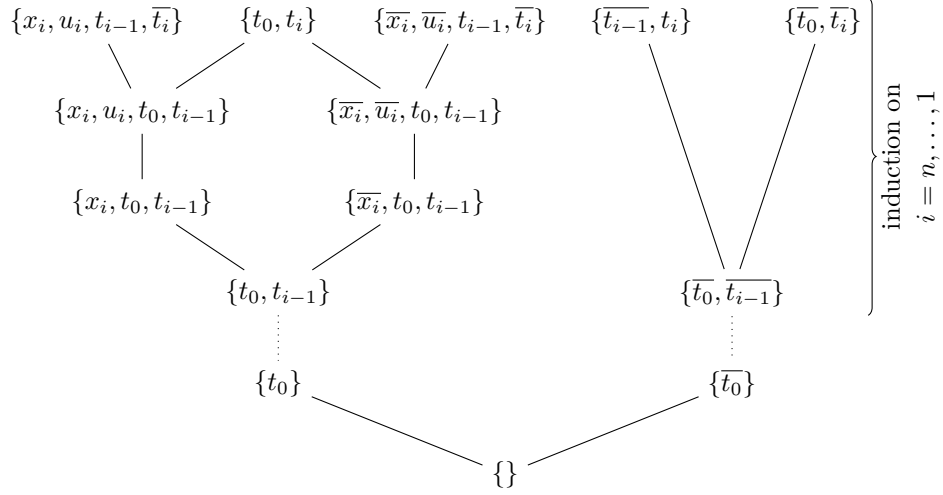 {x_i, u_i, t_{i−1}, \overline{t_i}} {t_0, t_i} {\overline{x_i}, \overline{u_i}, t_{i−1}, \overline{t_i}} {\overline{t_{i−1}}, t_i} {\overline{t_0}, \overline{t_i}}
{x_i, u_i, t_0, t_{i−1}} {\overline{x_i}, \overline{u_i}, t_0, t_{i−1}}
{x_i, t_0, t_{i−1}} {\overline{x_i}, t_0, t_{i−1}}
{t_0, t_{i−1}} {\overline{t_0}, \overline{t_{i−1}}}
{t_0} {\overline{t_0}}
{}
induction on
i = n, . . . , 1